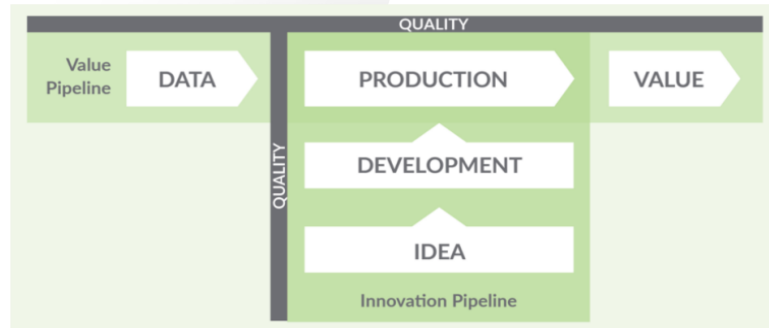 QUALITY
Value
Pipeline
DATA
PRODUCTION
VALUE
QUALITY
DEVELOPMENT
IDEA
Innovation Pipeline